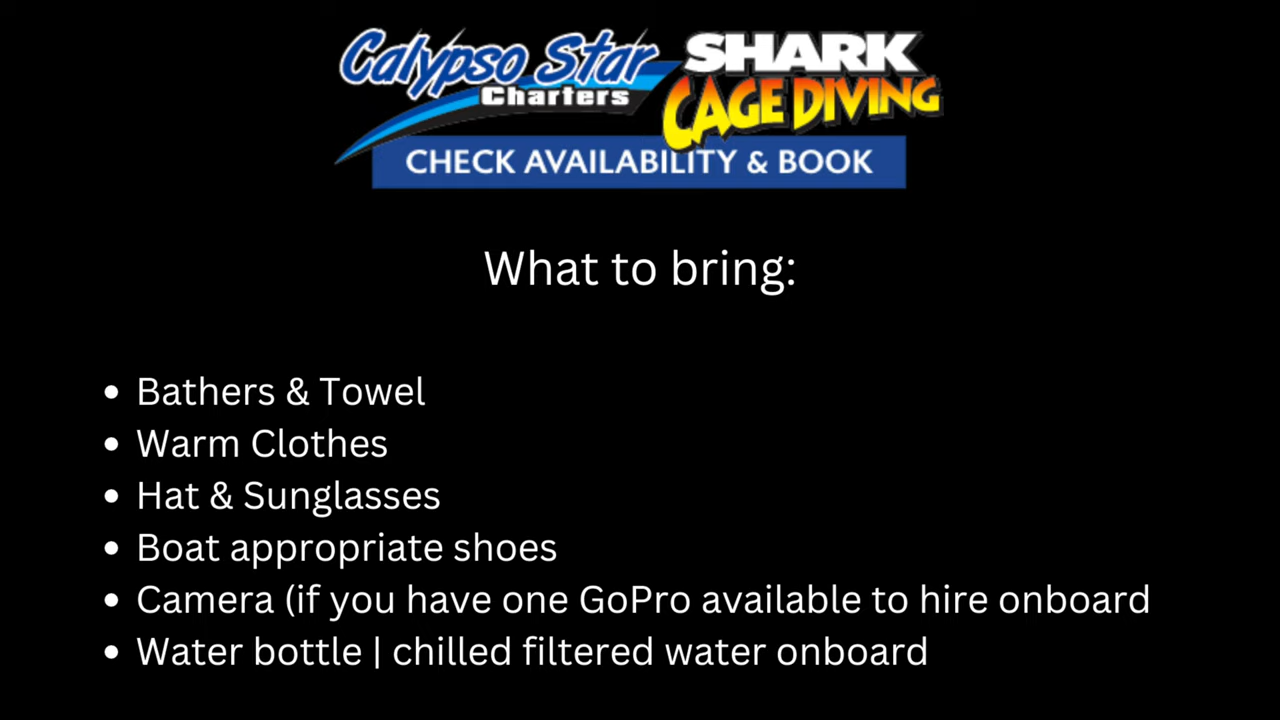 Calypso Star
Charters
SHARK
CAGE DIVING
CHECK AVAILABILITY & BOOK
What to bring:
• Bathers & Towel
• Warm Clothes
• Hat & Sunglasses
• Boat appropriate shoes
• Camera (if you have one GoPro available to hire onboard
• Water bottle | chilled filtered water onboard